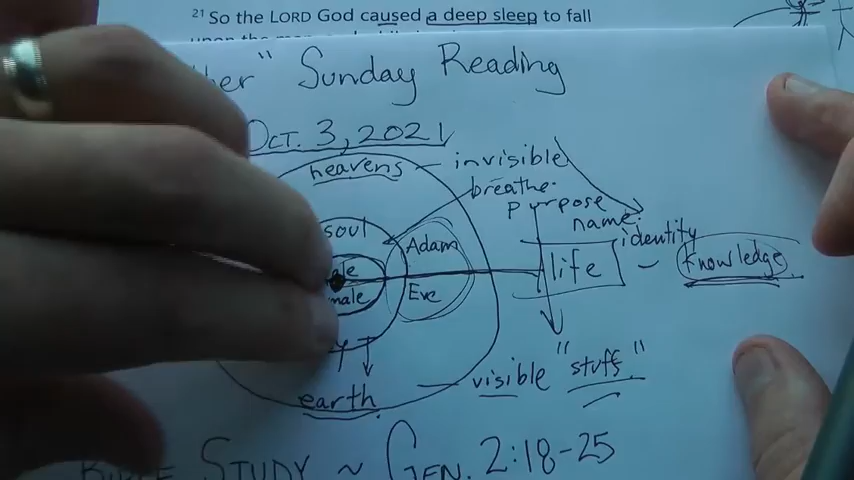 21 So the LORD God caused a deep sleep to fall
" Sunday Reading
Oct. 3, 2021
heavens – invisible
breathe.
purpose
name.
identity
soul
Adam
life – knowledge
Eve
visible "stuff"
earth
Bible Study ~ Gen. 2:18-25